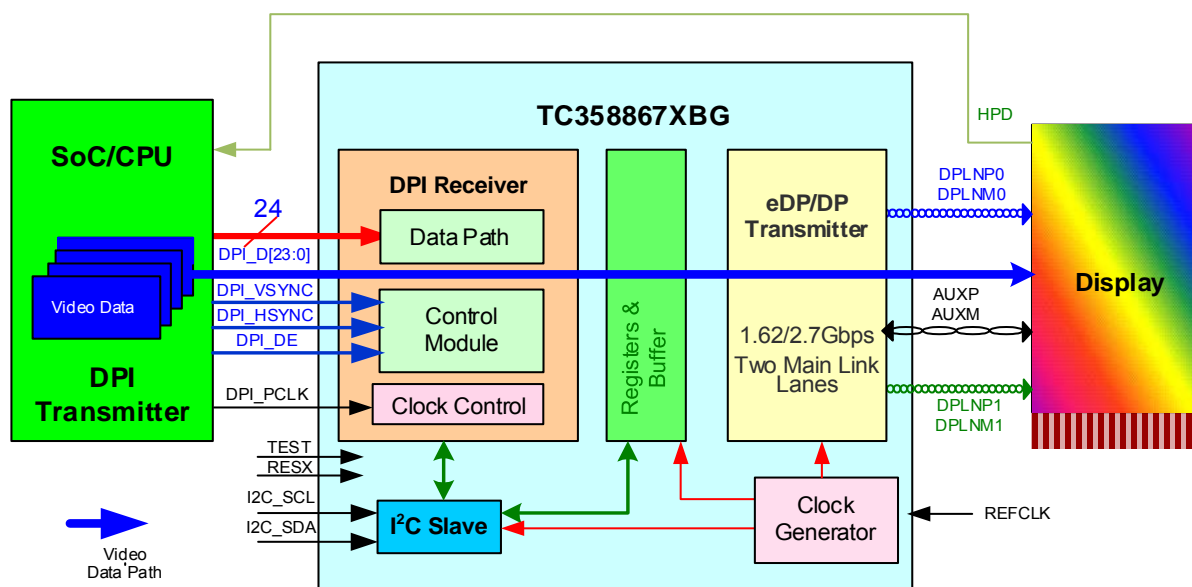 HPD
TC358867XBG
SoC/CPU
Video Data
DPI
Transmitter
24
DPI_D[23:0]
DPI_VSYNC
DPI_HSYNC
DPI_DE
DPI_PCLK
TEST
RESX
I2C_SCL
I2C_SDA
DPI Receiver
Data Path
Control
Module
Clock Control
I²C Slave
Registers &
Buffer
eDP/DP
Transmitter
1.62/2.7Gbps
Two Main Link
Lanes
Clock
Generator
DPLNP0
DPLNM0
AUXP
AUXM
DPLNP1
DPLNM1
REFCLK
Display
Video
Data Path